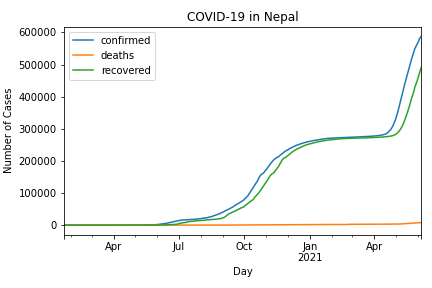 COVID-19 in Nepal
confirmed
deaths
recovered
Number of Cases
600000
500000
400000
300000
200000
100000
0
Apr
Jul
Oct
Jan
2021
Apr
Day